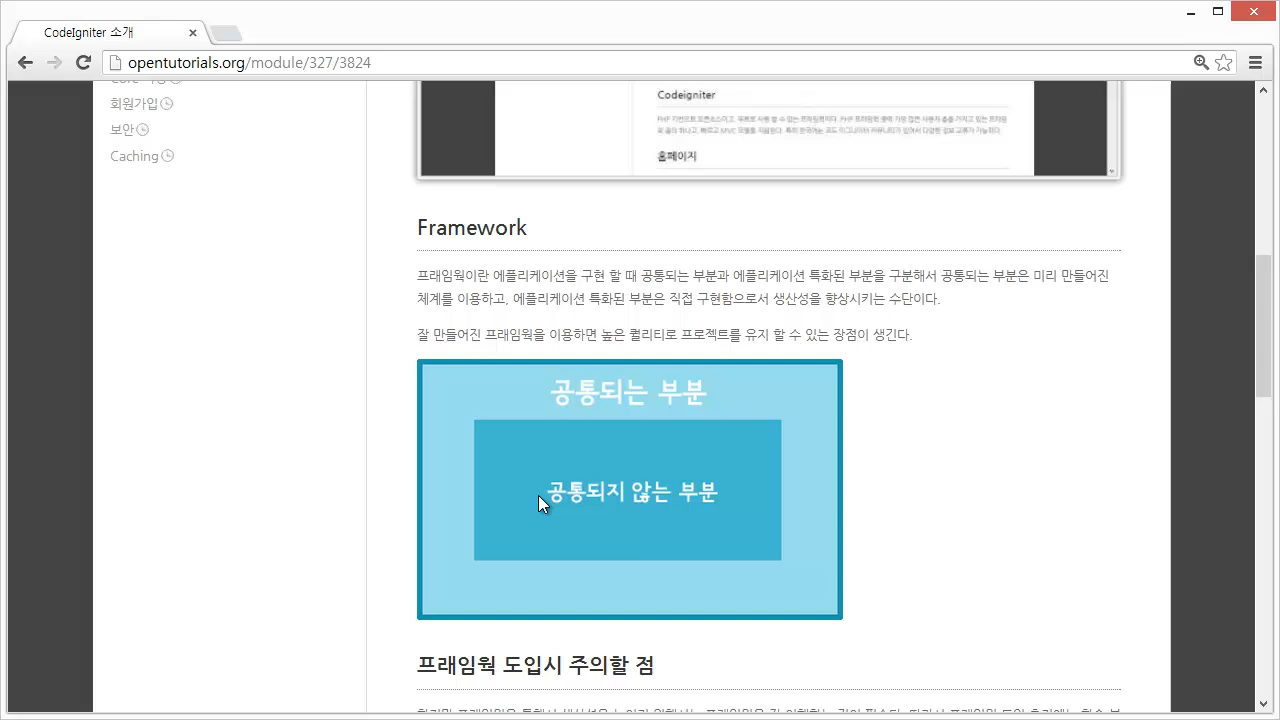 CodeIgniter 소개
opentutorials.org/module/327/3824
회원가입
보안
Caching
Codeigniter
홈페이지
Framework
프래임웍이란 에플리케이션을 구현 할 때 공통되는 부분과 에플리케이션 특화된 부분을 구분해서 공통되는 부분은 미리 만들어진
체계를 이용하고, 에플리케이션 특화된 부분은 직접 구현함으로서 생산성을 향상시키는 수단이다.
잘 만들어진 프래임웍을 이용하면 높은 퀄리티로 프로젝트를 유지 할 수 있는 장점이 생긴다.
공통되는 부분
공통되지 않는 부분
프래임웍 도입시 주의할 점